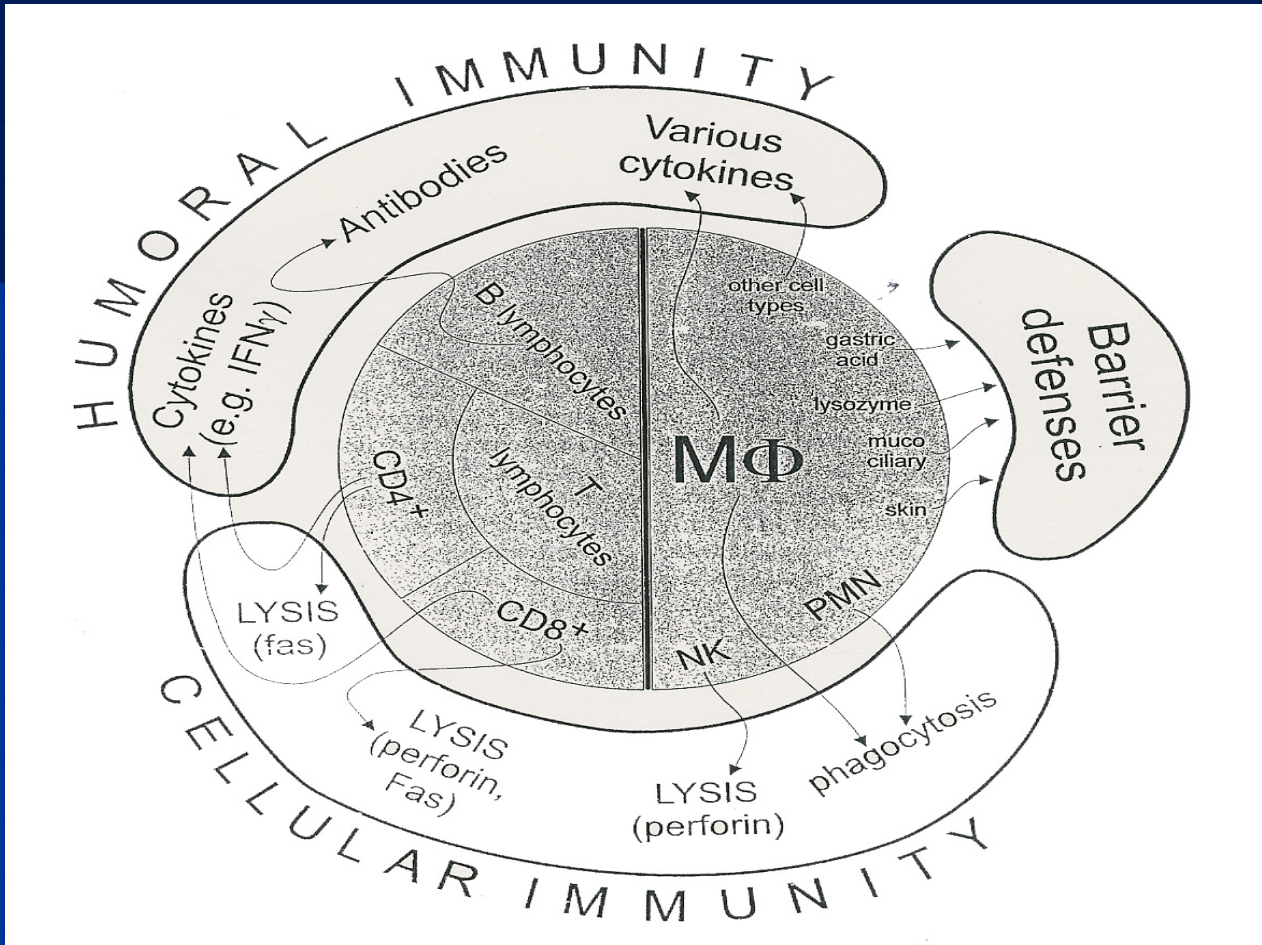 HUMORAL IMMUNITY
Various
cytokines
Antibodies
Cytokines
(e.g. IFNγ)
B lymphocytes
T
lymphocytes
CD4+
CD8+
other cell
types
gastric
acid
lysozyme
muco
ciliary
skin
MΦ
PMN
NK
Barrier
defenses
LYSIS
(fas)
LYSIS
(perforin,
Fas)
LYSIS
(perforin)
phagocytosis
CELLULAR IMMUNITY